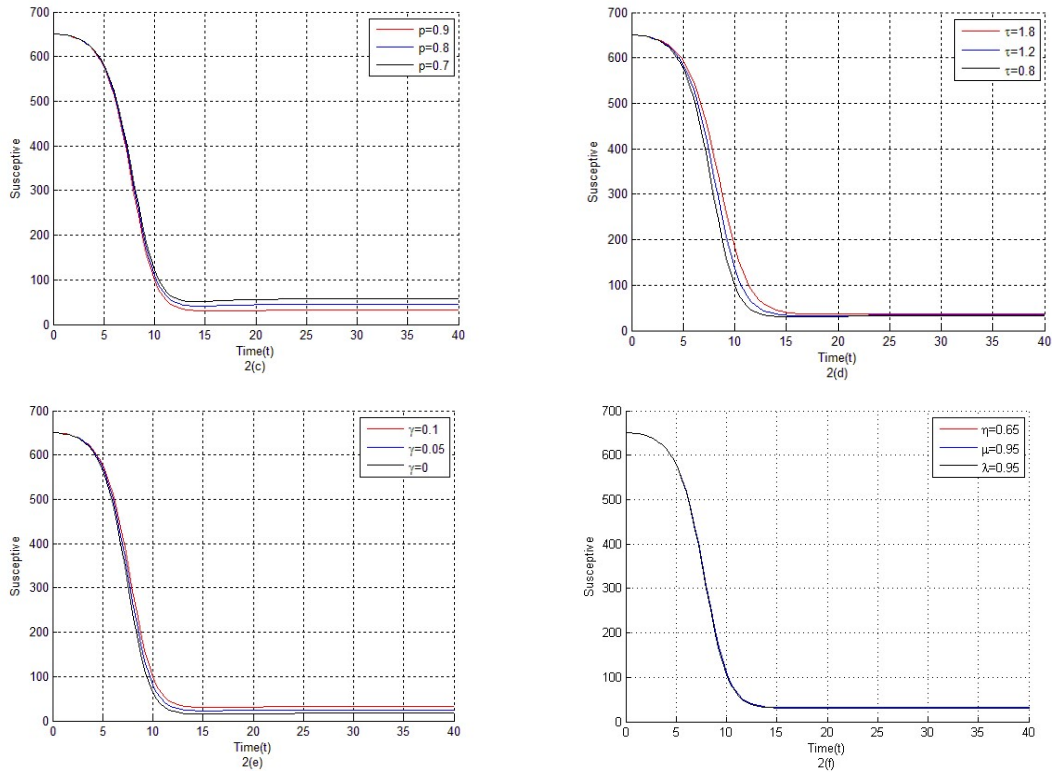 700
600
500
400
300
200
100
0
Susceptive
p=0.9
p=0.8
p=0.7
0 5 10 15 20 25 30 35 40
Time(t)
2(c)
700
600
500
400
300
200
100
0
Susceptive
τ=1.8
τ=1.2
τ=0.8
0 5 10 15 20 25 30 35 40
Time(t)
2(d)
700
600
500
400
300
200
100
0
Susceptive
γ=0.1
γ=0.05
γ=0
0 5 10 15 20 25 30 35 40
Time(t)
2(e)
700
600
500
400
300
200
100
0
Susceptive
η=0.65
μ=0.95
λ=0.95
0 5 10 15 20 25 30 35 40
Time(t)
2(f)